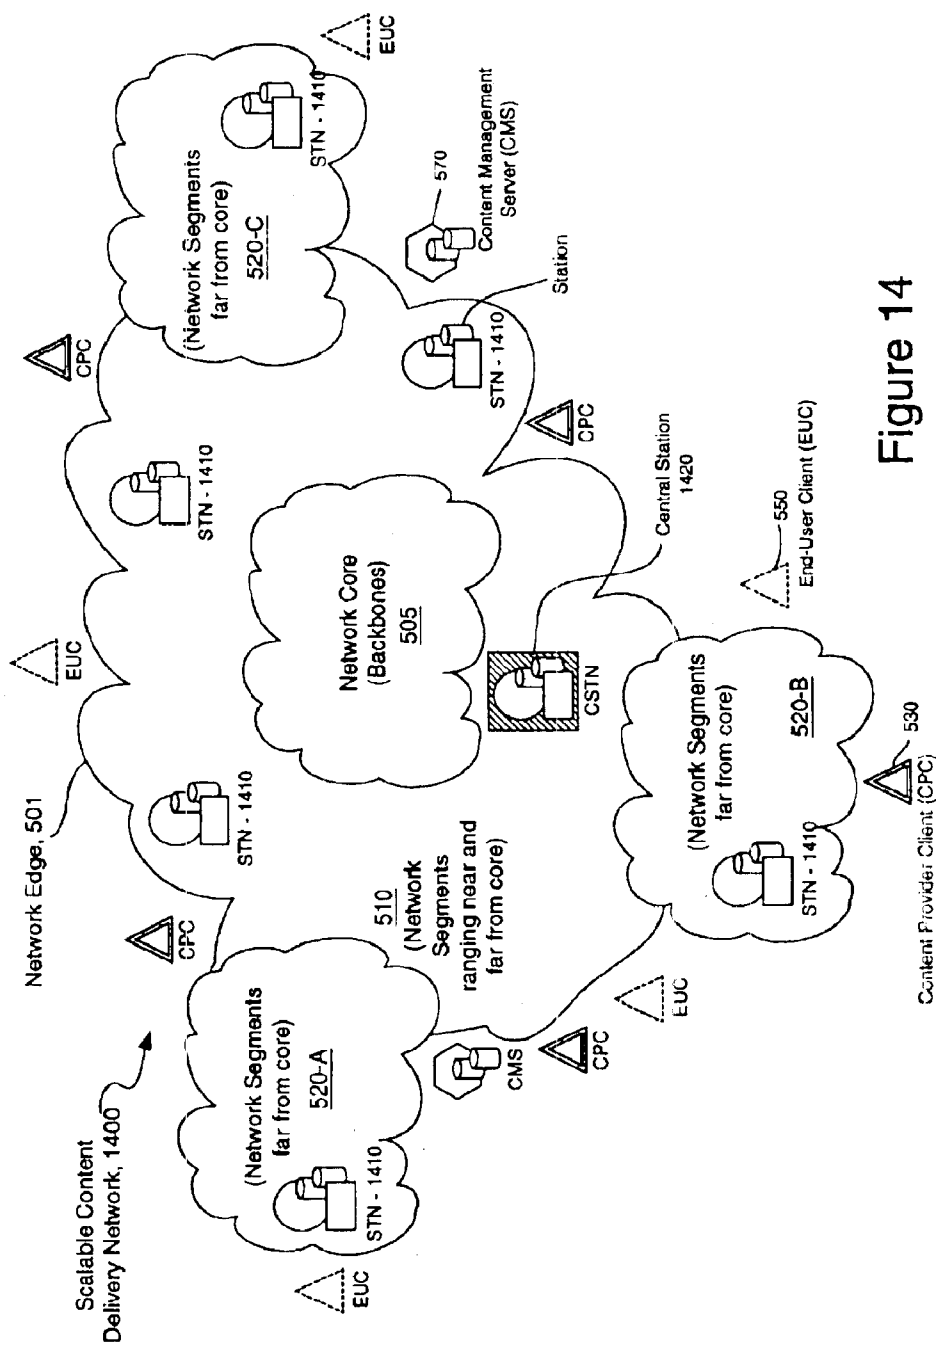 Scalable Content
Delivery Network, 1400
Network Edge, 501
EUC
CPC
CPC
EUC
STN - 1410
STN - 1410
(Network Segments
far from core)
520-C
STN - 1410
EUC
(Network Segments
far from core)
520-A
STN - 1410
EUC
510
(Network
Segments
ranging near and
far from core)
Network Core
(Backbones)
505
STN - 1410
Station
570
Content Management
Server (CMS)
CMS
CPC
EUC
CSTN
Central Station
1420
CPC
(Network Segments
far from core)
520-B
STN - 1410
550
End-User Client (EUC)
530
Content Provider Client (CPC)
Figure 14